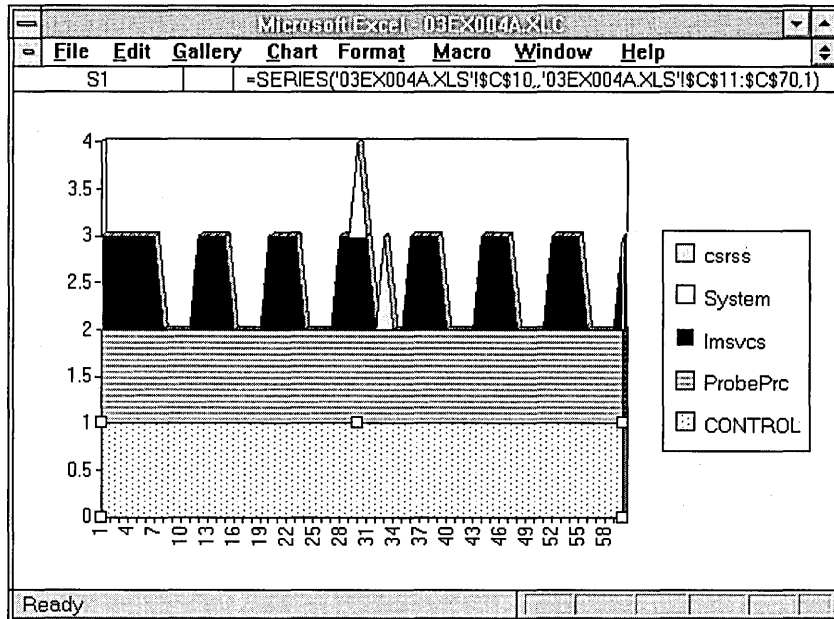 Microsoft Excel - 03EX004A.XLC
File Edit Gallery Chart Format Macro Window Help
S1 =SERIES('03EX004A.XLS'!$C$10,,'03EX004A.XLS'!$C$11:$C$70,1)
4
3.5
3
2.5
2
1.5
1
0.5
0
1 4 7 10 13 16 19 22 25 28 31 34 37 40 43 46 49 52 55 58
csrss
System
lmsvcs
ProbePrc
CONTROL
Ready